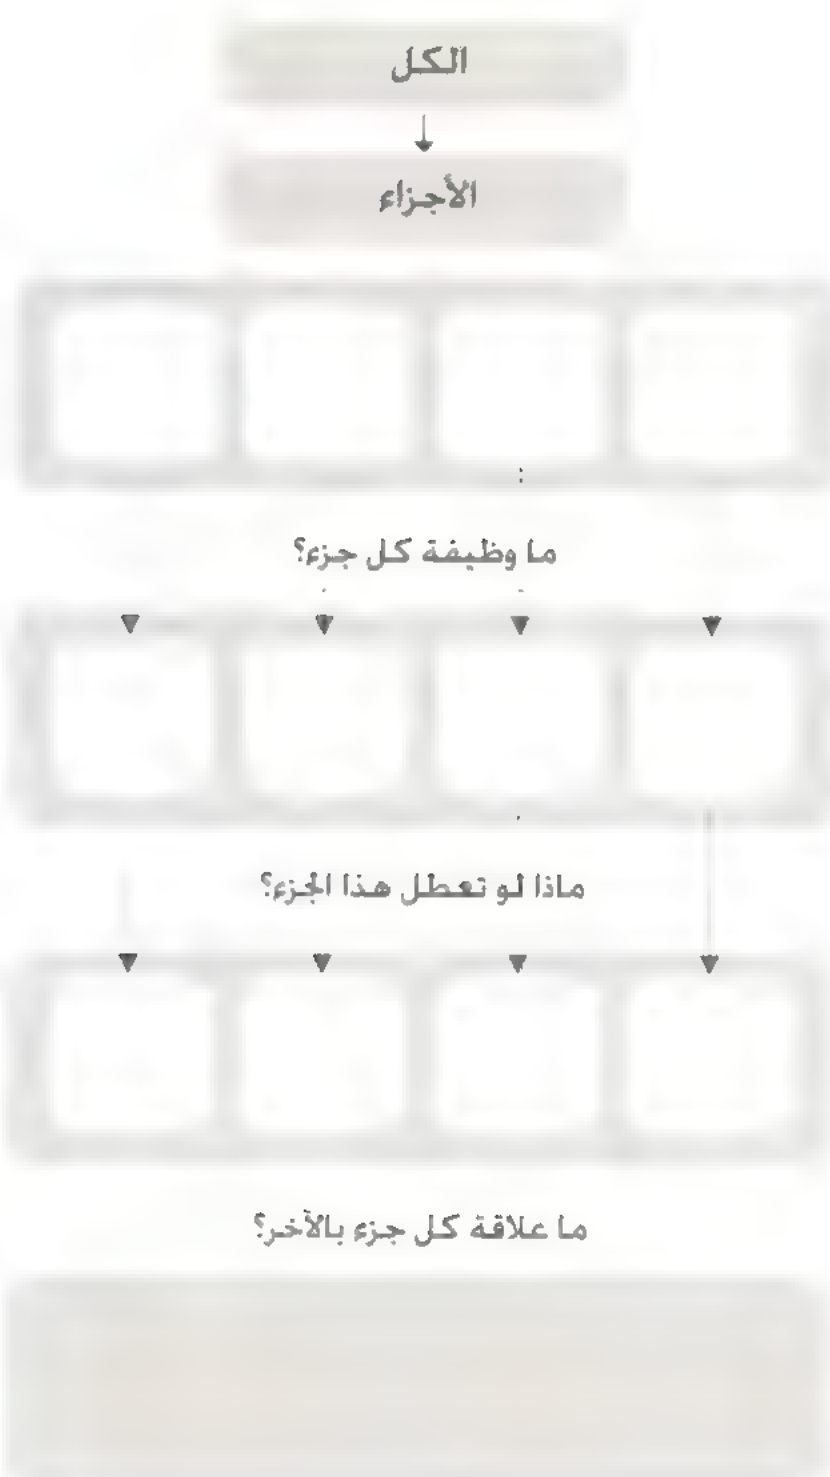 الكل
الأجزاء
ما وظيفة كل جزء؟
ماذا لو تعطل هذا الجزء؟
ما علاقة كل جزء بالآخر؟